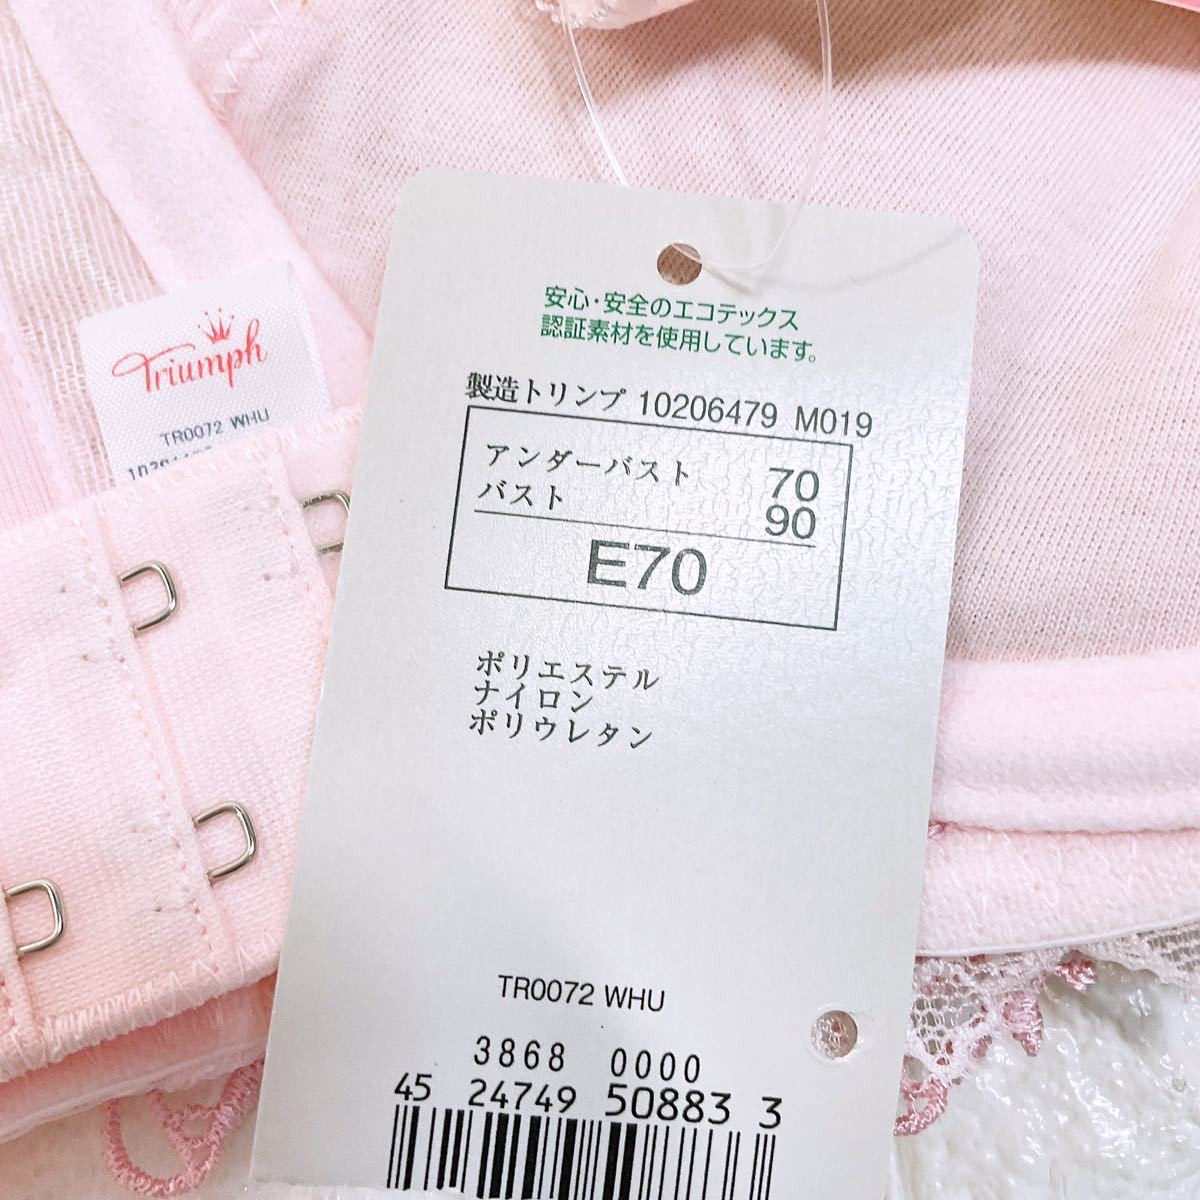 安心・安全のエコテックス
認証素材を使用しています。
製造トリンプ 10206479 M019
アンダーバスト 70
バスト 90
E70
ポリエステル
ナイロン
ポリウレタン
TR0072 WHU
3868 0000
45 24749 50883 3
Triumph
TR0072 WHU